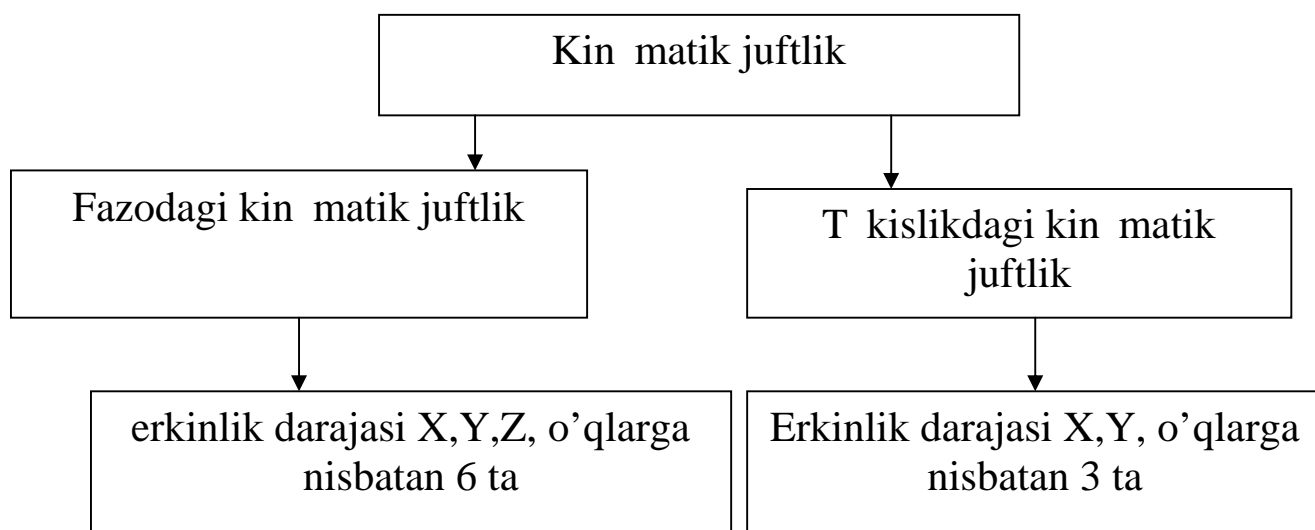 Kin matik juftlik
Fazodagi kin matik juftlik
T kislikdagi kin matik
juftlik
erkinlik darajasi X,Y,Z, o’qlarga
nisbatan 6 ta
Erkinlik darajasi X,Y, o’qlarga
nisbatan 3 ta